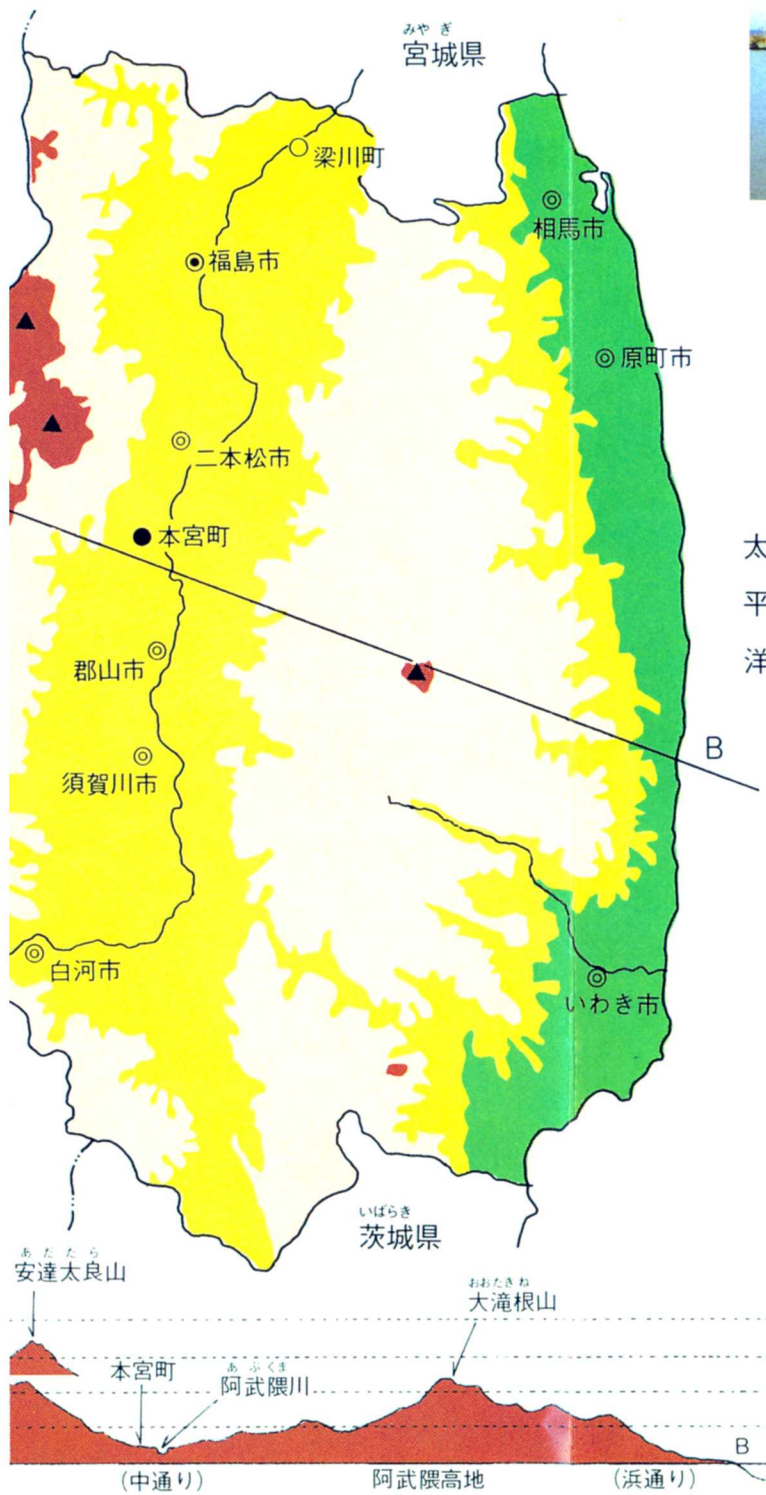 みやぎ
宮城県
梁川町
相馬市
福島市
原町市
二本松市
本宮町
太平洋
郡山市
B
須賀川市
白河市
いわき市
いばらき
茨城県
あだたら
安達太良山
おおたきね
大滝根山
本宮町
あぶくま
阿武隈川
B
(中通り)
阿武隈高地
(浜通り)